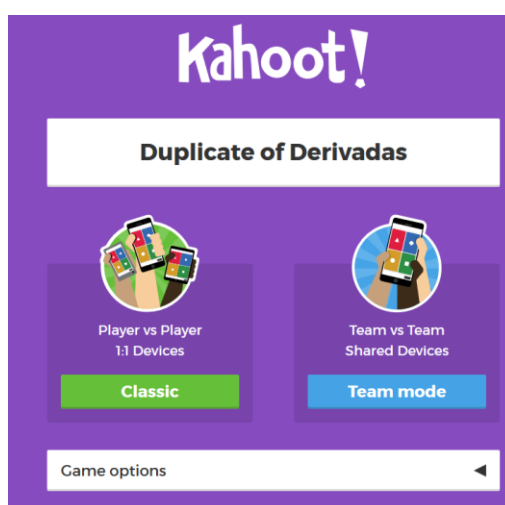 Kahoot!
Duplicate of Derivadas
Player vs Player
1:1 Devices
Classic
Team vs Team
Shared Devices
Team mode
Game options